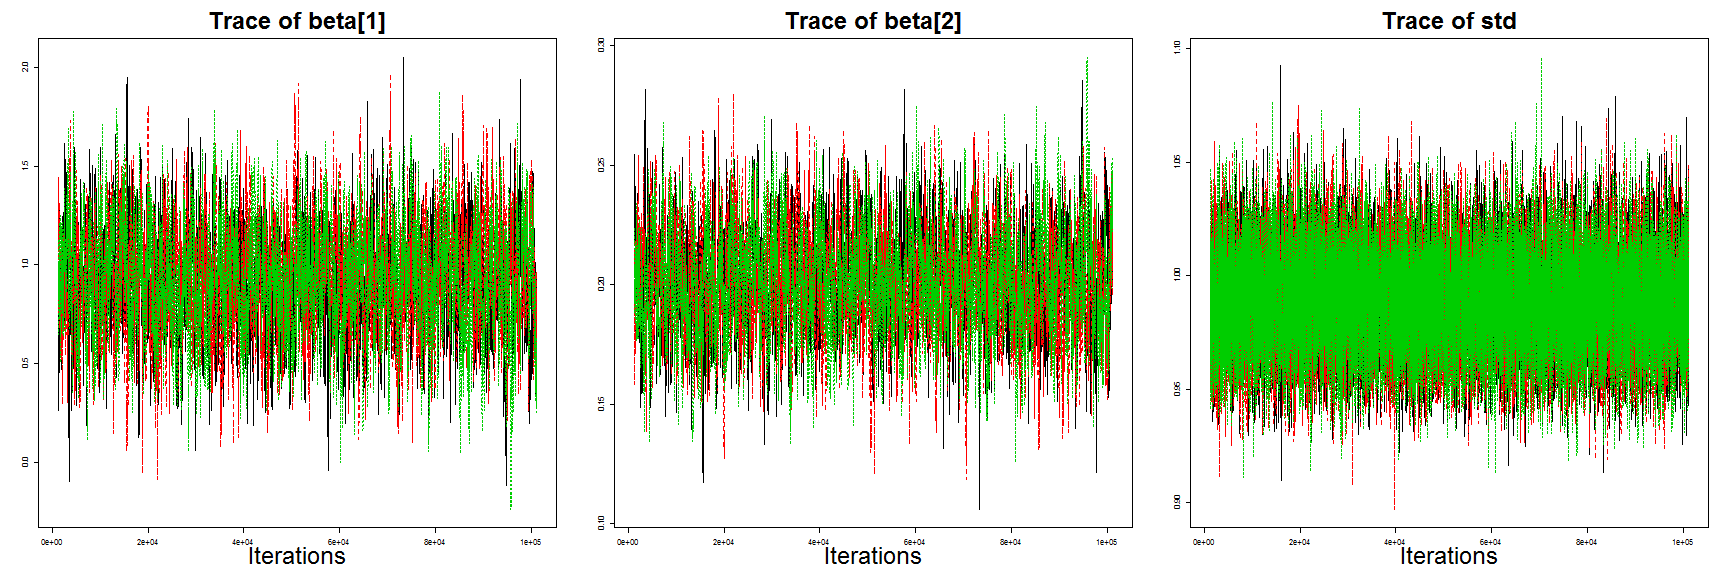 Trace of beta[1]
2.0
1.5
1.0
0.5
0.0
0e+00 2e+04 4e+04 6e+04 8e+04 1e+05
Iterations
Trace of beta[2]
0.30
0.25
0.20
0.15
0.10
0e+00 2e+04 4e+04 6e+04 8e+04 1e+05
Iterations
Trace of std
1.10
1.05
1.00
0.95
0.90
0e+00 2e+04 4e+04 6e+04 8e+04 1e+05
Iterations